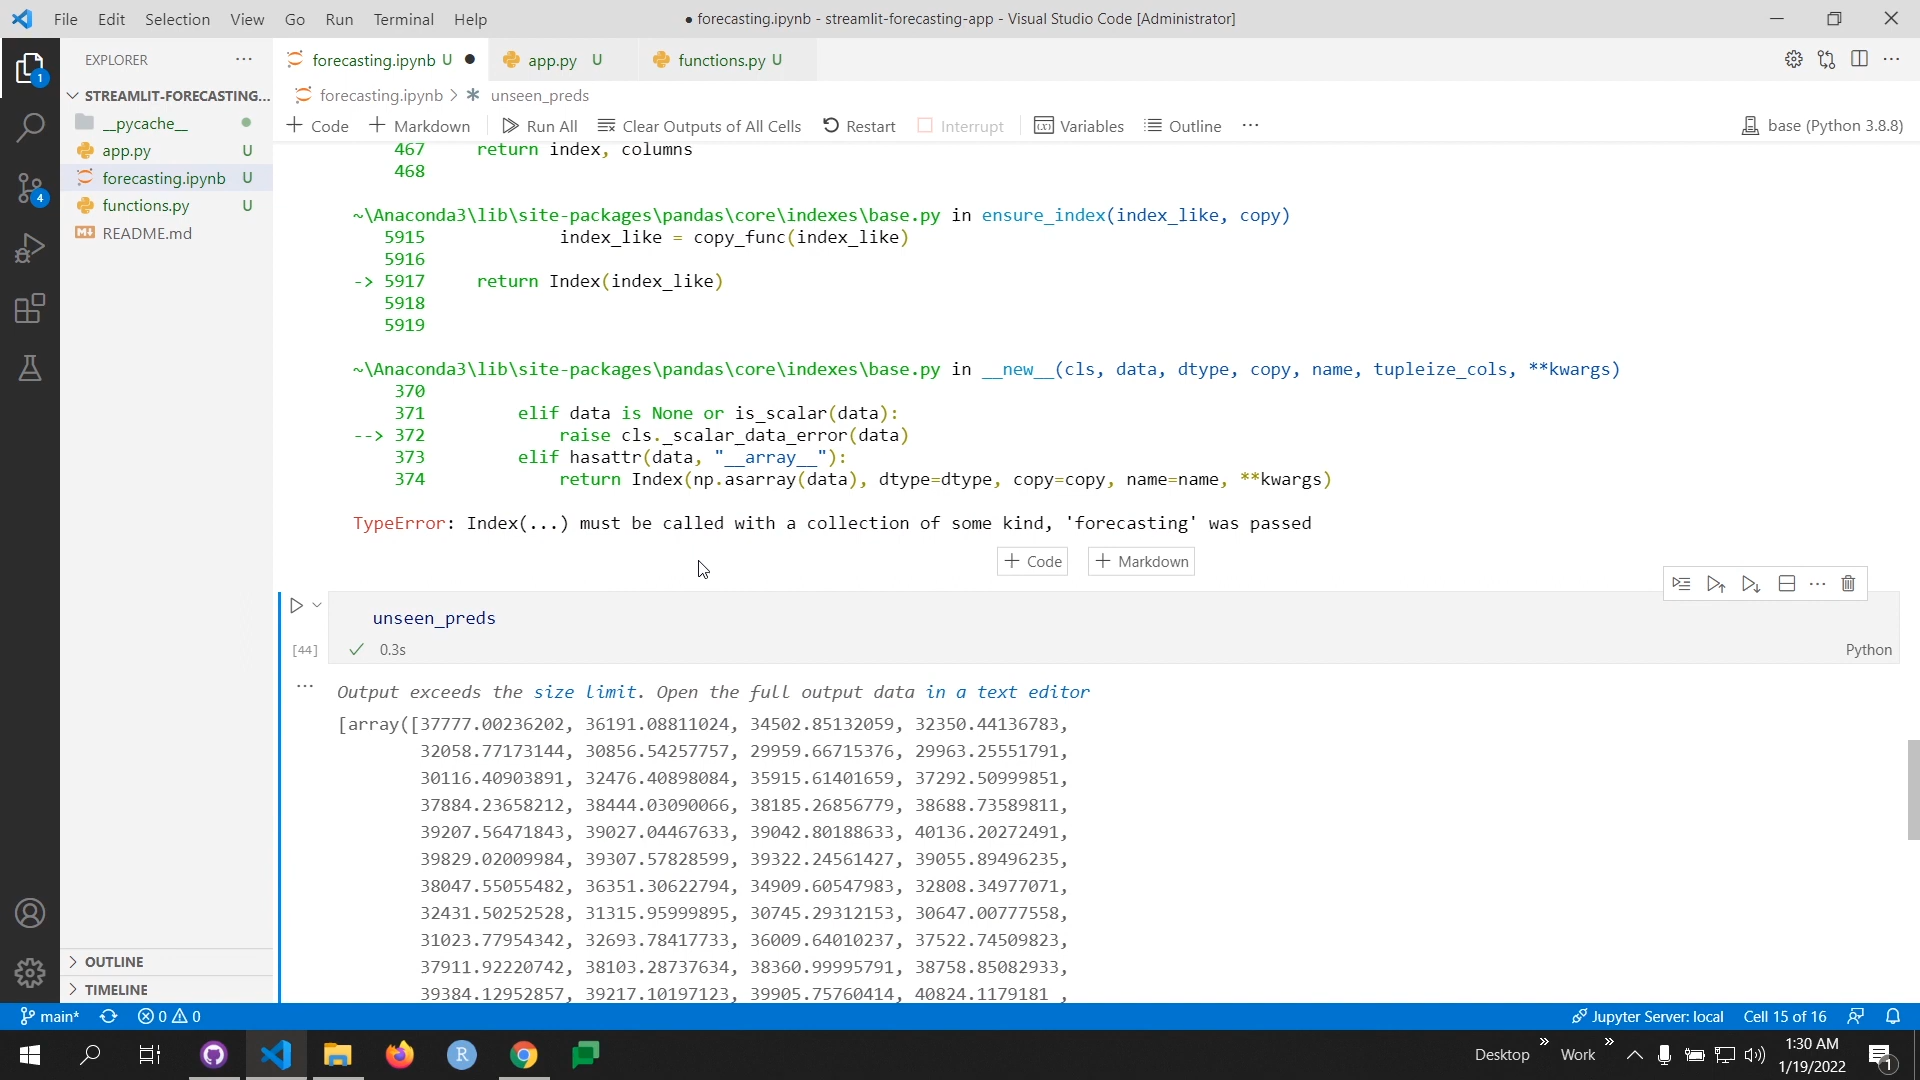 File Edit Selection View Go Run Terminal Help
● forecasting.ipynb - streamlit-forecasting-app - Visual Studio Code [Administrator]
EXPLORER
forecasting.ipynb U
app.py U
functions.py U
STREAMLIT-FORECASTING...
forecasting.ipynb > unseen_preds
__pycache__
app.py U
forecasting.ipynb U
functions.py U
README.md
+ Code + Markdown Run All Clear Outputs of All Cells Restart Interrupt Variables Outline ... base (Python 3.8.8)
467 return index, columns
468
~\Anaconda3\lib\site-packages\pandas\core\indexes\base.py in ensure_index(index_like, copy)
5915 index_like = copy_func(index_like)
5916
-> 5917 return Index(index_like)
5918
5919
~\Anaconda3\lib\site-packages\pandas\core\indexes\base.py in __new__(cls, data, dtype, copy, name, tupleize_cols, **kwargs)
370
371 elif data is None or is_scalar(data):
--> 372 raise cls._scalar_data_error(data)
373 elif hasattr(data, "__array__"):
374 return Index(np.asarray(data), dtype=dtype, copy=copy, name=name, **kwargs)
TypeError: Index(...) must be called with a collection of some kind, 'forecasting' was passed
+ Code + Markdown
unseen_preds
[44] 0.3s Python
Output exceeds the size limit. Open the full output data in a text editor
[array([37777.00236202, 36191.08811024, 34502.85132059, 32350.44136783,
32058.77173144, 30856.54257757, 29959.66715376, 29963.25551791,
30116.40903891, 32476.40898084, 35915.61401659, 37292.50999851,
37884.23658212, 38444.03090066, 38185.26856779, 38688.73589811,
39207.56471843, 39027.04467633, 39042.80188633, 40136.20272491,
39829.02009984, 39307.57828599, 39322.24561427, 39055.89496235,
38047.55055482, 36351.30622794, 34909.60547983, 32808.34977071,
32431.50252528, 31315.95999895, 30745.29312153, 30647.00777558,
31023.77954342, 32693.78417733, 36009.64010237, 37522.74509823,
37911.92220742, 38103.28737634, 38360.99995791, 38758.85082933,
39384.12952857, 39217.10197123, 39905.75760414, 40824.1179181 ,
OUTLINE
TIMELINE
1
4
main* 0 0 Jupyter Server: local Cell 15 of 16
R
Desktop » Work » 1:30 AM
1/19/2022
1